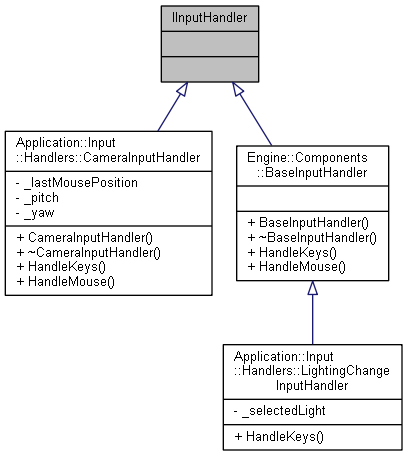 IInputHandler
Application::Input
::Handlers::CameraInputHandler
- _lastMousePosition
- _pitch
- _yaw
+ CameraInputHandler()
+ ~CameraInputHandler()
+ HandleKeys()
+ HandleMouse()
Engine::Components
::BaseInputHandler
+ BaseInputHandler()
+ ~BaseInputHandler()
+ HandleKeys()
+ HandleMouse()
Application::Input
::Handlers::LightingChange
InputHandler
- _selectedLight
+ HandleKeys()